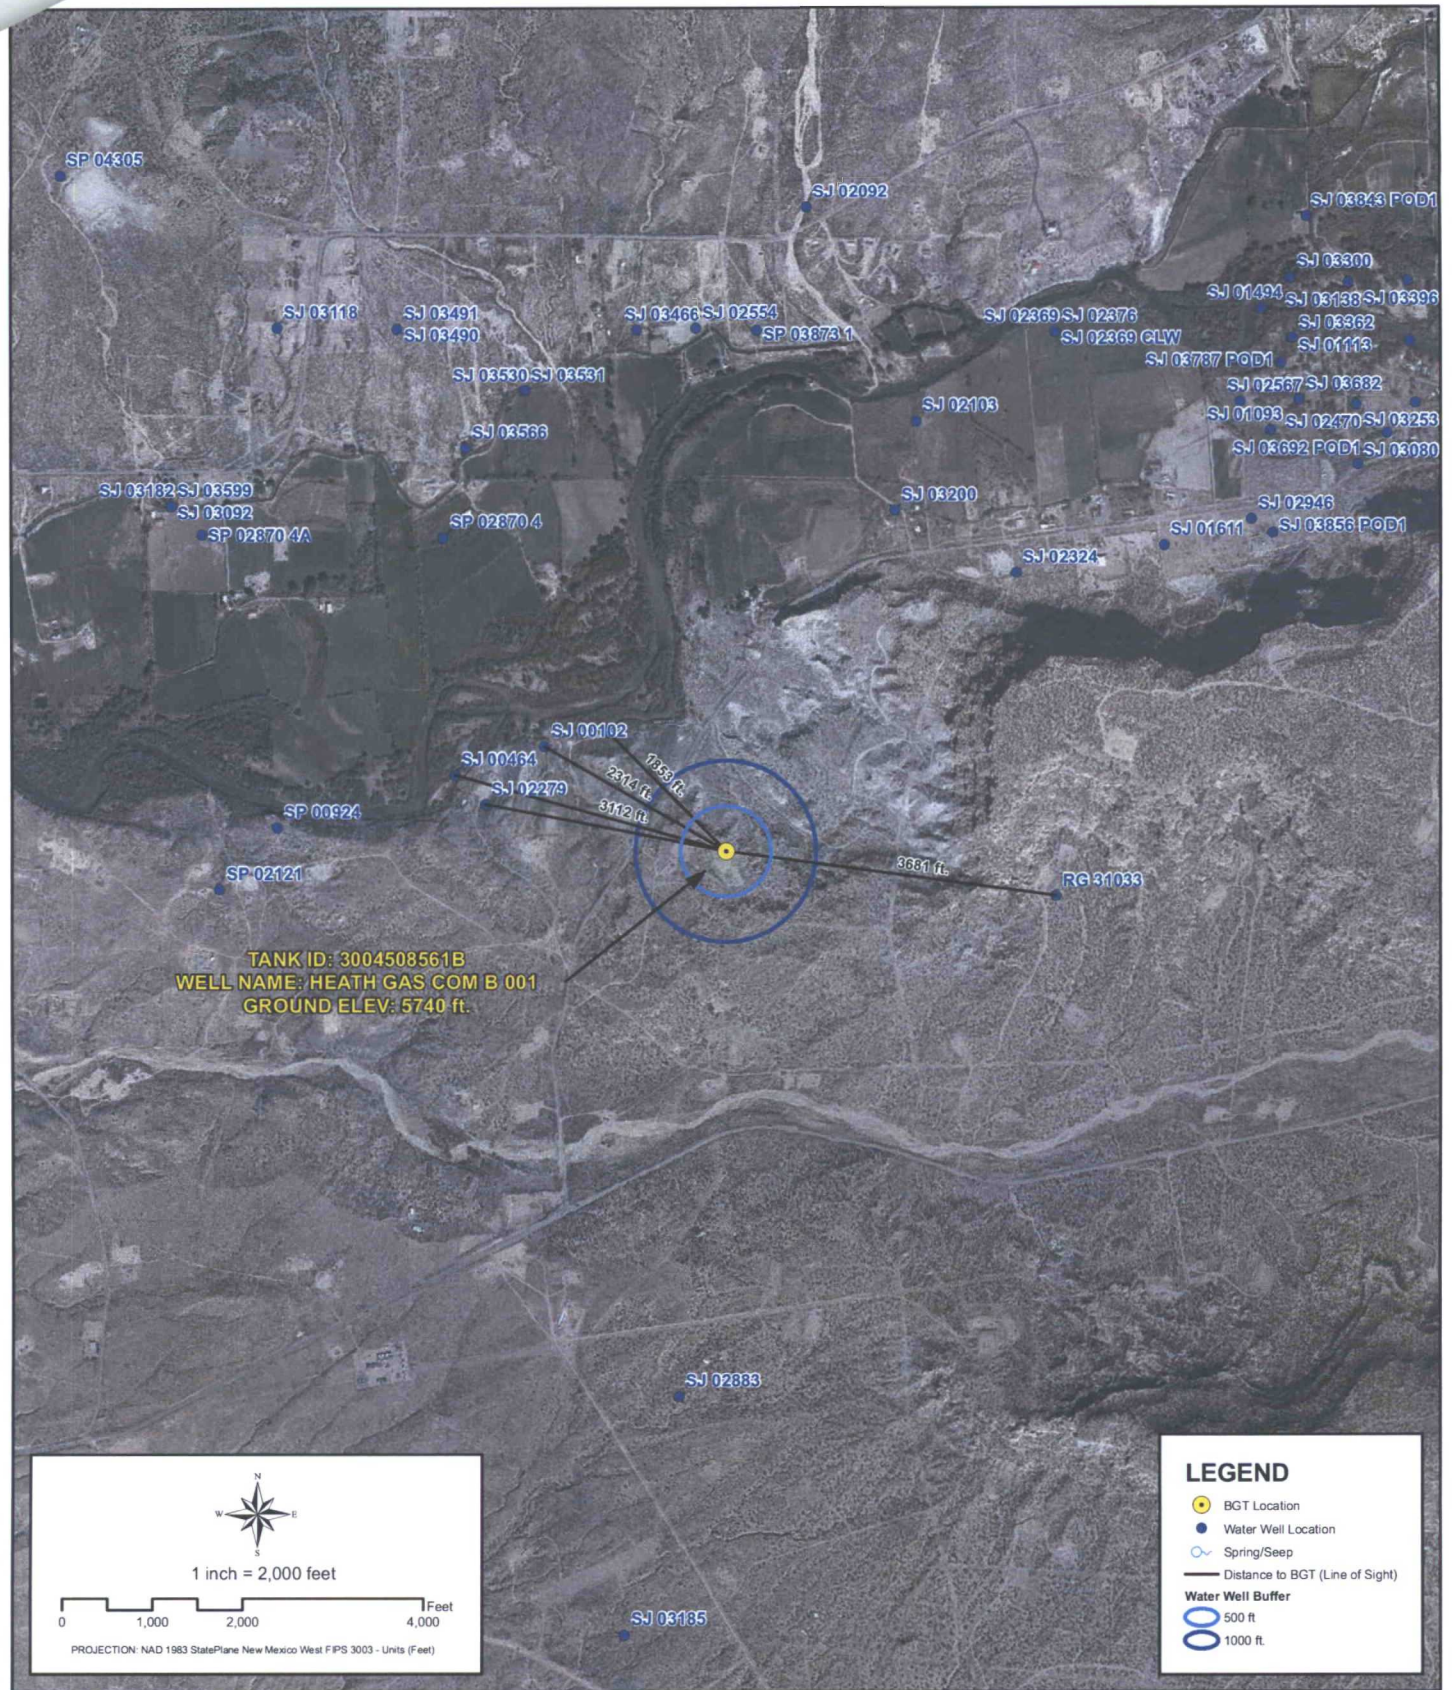 SP 04305
SJ 02092
SJ 03843 POD1
SJ 03300
SJ 01494
SJ 03138
SJ 03396
SJ 03118
SJ 03491
SJ 03490
SJ 03466
SJ 02554
SP 03873 1
SJ 02369
SJ 02376
SJ 02369 CLW
SJ 03362
SJ 01113
SJ 03787 POD1
SJ 03530
SJ 03531
SJ 02567
SJ 03682
SJ 02103
SJ 01093
SJ 02470
SJ 03253
SJ 03566
SJ 03692 POD1
SJ 03080
SJ 03182
SJ 03599
SJ 03092
SJ 03200
SJ 02946
SP 02870 4
SP 02870 4A
SJ 01611
SJ 03856 POD1
SJ 02324
SJ 00102
SJ 00464
SJ 02279
1853 ft.
2314 ft.
3112 ft.
SP 00924
SP 02121
3681 ft.
RG 31033
TANK ID: 3004508561B
WELL NAME: HEATH GAS COM B 001
GROUND ELEV: 5740 ft.
SJ 02883
SJ 03185
N
W
E
S
1 inch = 2,000 feet
Feet
0 1,000 2,000 4,000
PROJECTION: NAD 1983 StatePlane New Mexico West FIPS 3003 - Units (Feet)
LEGEND
BGT Location
Water Well Location
Spring/Seep
Distance to BGT (Line of Sight)
Water Well Buffer
500 ft
1000 ft.